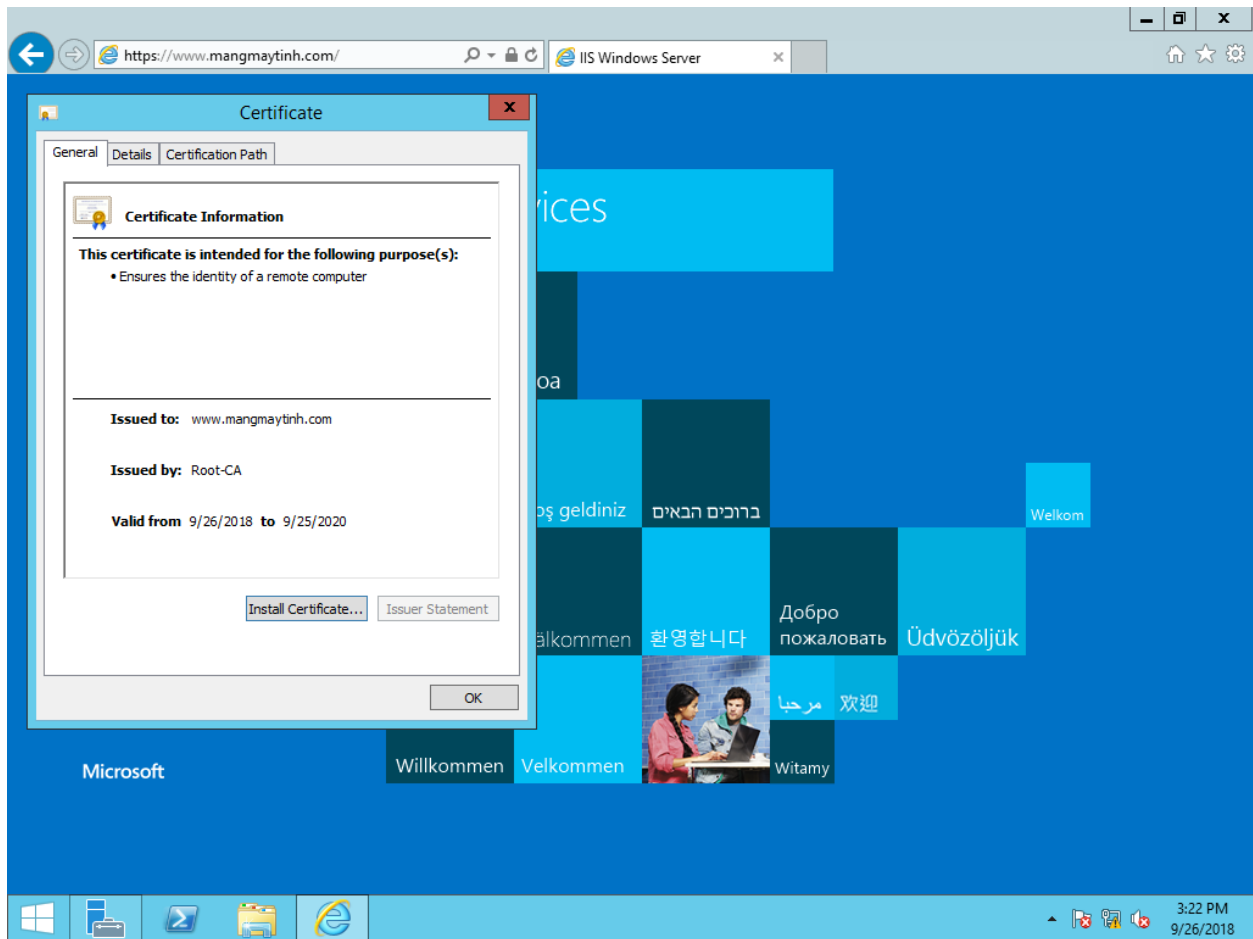 https://www.mangmaytinh.com/
IIS Windows Server
Certificate
General
Details
Certification Path
Certificate Information
This certificate is intended for the following purpose(s):
• Ensures the identity of a remote computer
Issued to: www.mangmaytinh.com
Issued by: Root-CA
Valid from 9/26/2018 to 9/25/2020
Install Certificate...
Issuer Statement
OK
vices
oa
oş geldiniz
ברוכים הבאים
Welkom
älkommen
환영합니다
Добро
пожаловать
Üdvözöljük
مرحبا
欢迎
Microsoft
Willkommen
Velkommen
Witamy
3:22 PM
9/26/2018